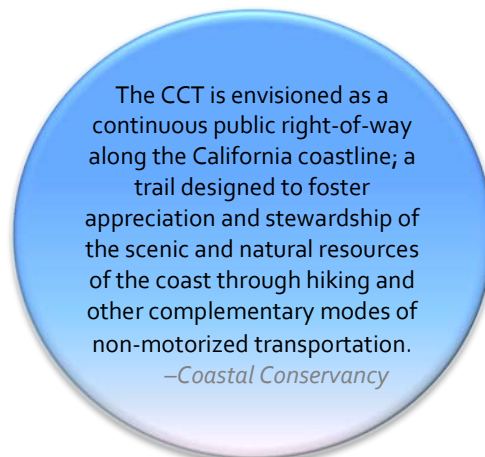 The CCT is envisioned as a
continuous public right-of-way
along the California coastline; a
trail designed to foster
appreciation and stewardship of
the scenic and natural resources
of the coast through hiking and
other complementary modes of
non-motorized transportation.
–Coastal Conservancy